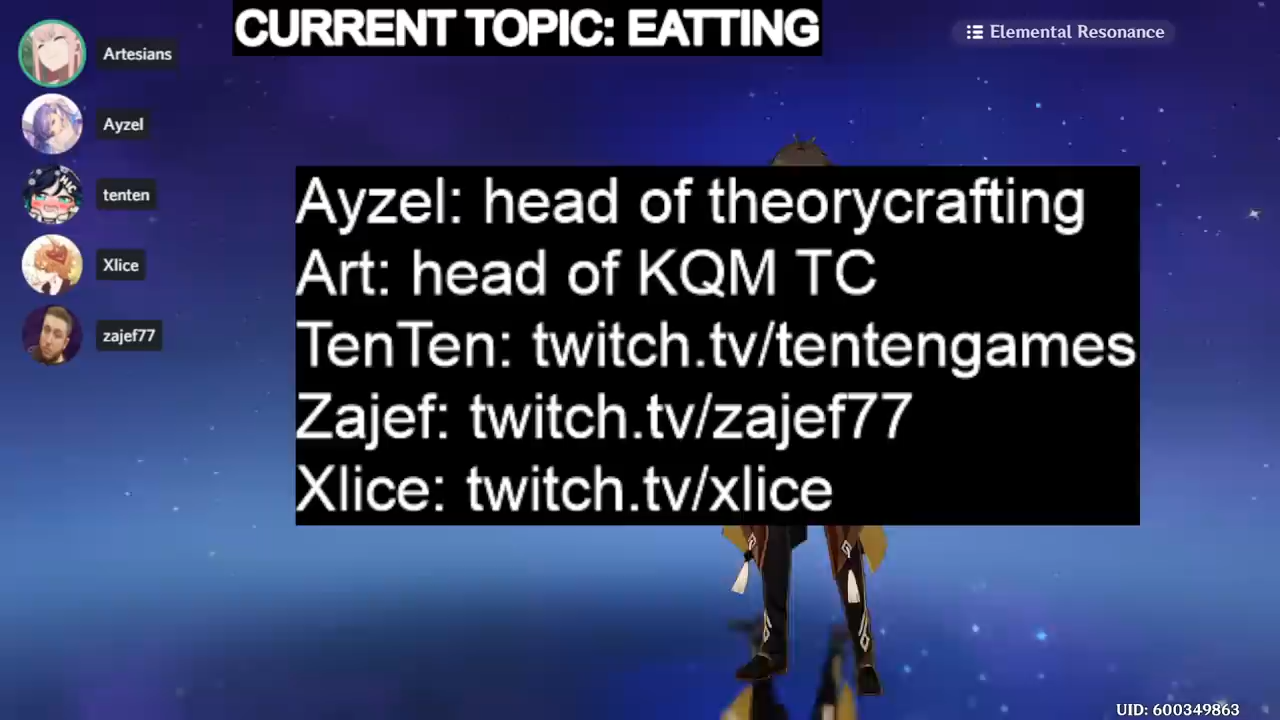 CURRENT TOPIC: EATTING
Elemental Resonance
Artesians
Ayzel
tenten
Xlice
zajef77
Ayzel: head of theorycrafting
Art: head of KQM TC
TenTen: twitch.tv/tentengames
Zajef: twitch.tv/zajef77
Xlice: twitch.tv/xlice
UID: 600349863